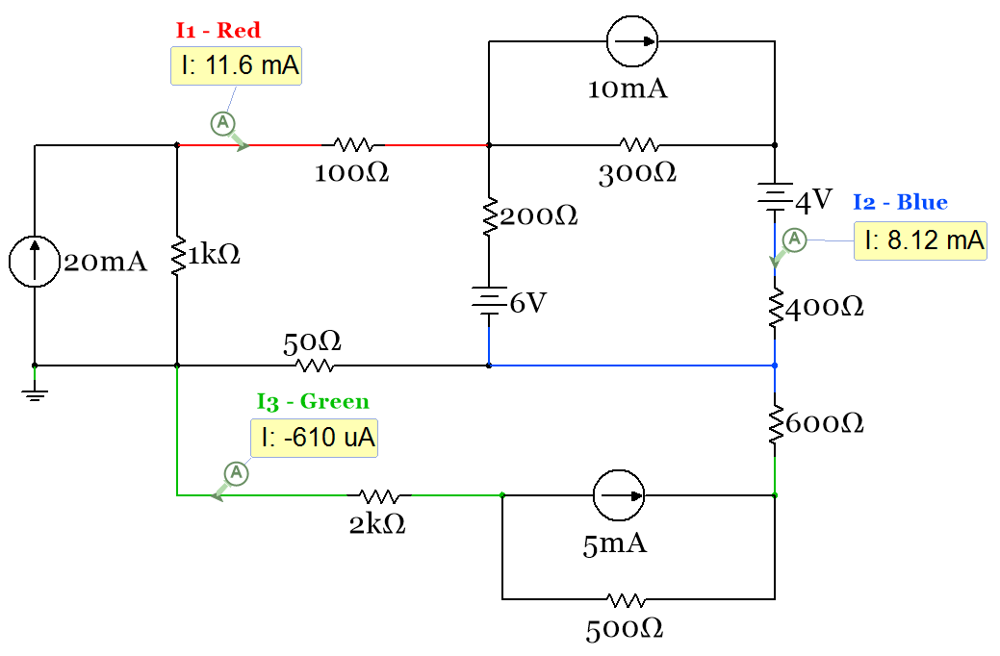 I1 - Red
I: 11.6 mA
A
10mA
100Ω
300Ω
200Ω
4V
I2 - Blue
A
I: 8.12 mA
20mA
1kΩ
6V
400Ω
50Ω
I3 - Green
I: -610 uA
A
600Ω
2kΩ
5mA
500Ω